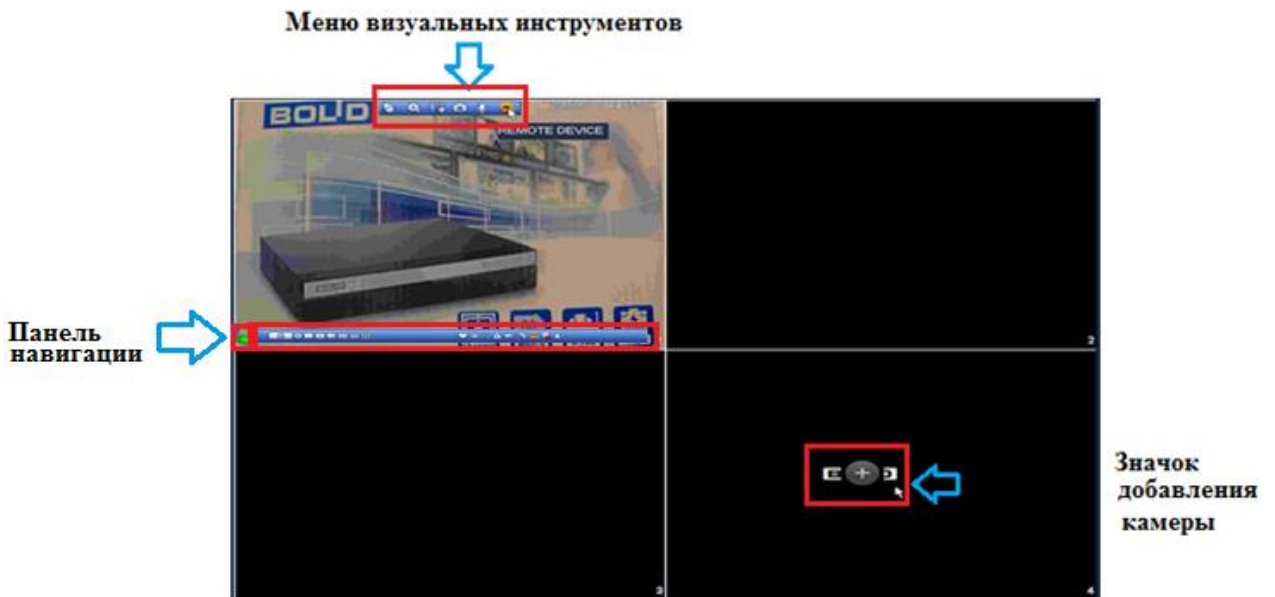 Меню визуальных инструментов
BOLID
REMOTE DEVICE
Панель
навигации
2
Значок
добавления
камеры
3
4